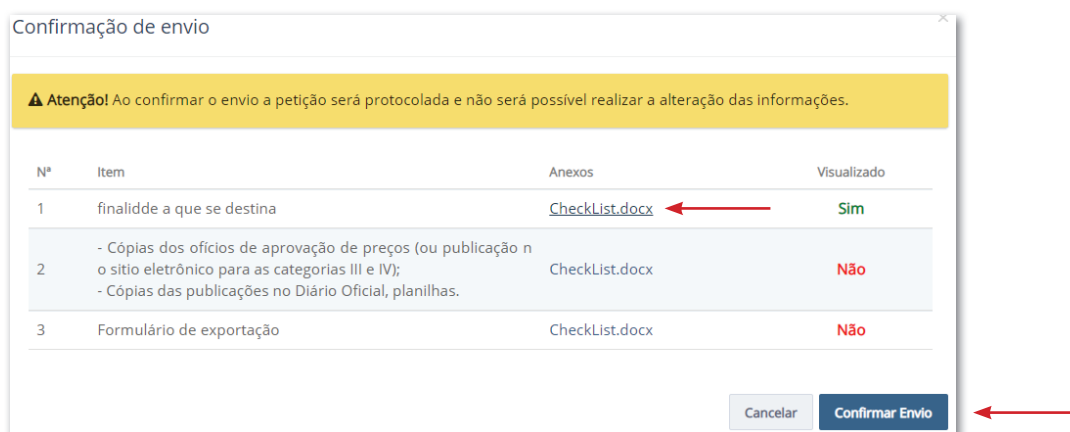 Confirmação de envio
×
Atenção! Ao confirmar o envio a petição será protocolada e não será possível realizar a alteração das informações.
Nª Item Anexos Visualizado
1 finalidde a que se destina CheckList.docx Sim
- Cópias dos ofícios de aprovação de preços (ou publicação n
2 o sitio eletrônico para as categorias III e IV); CheckList.docx Não
- Cópias das publicações no Diário Oficial, planilhas.
3 Formulário de exportação CheckList.docx Não
Cancelar Confirmar Envio